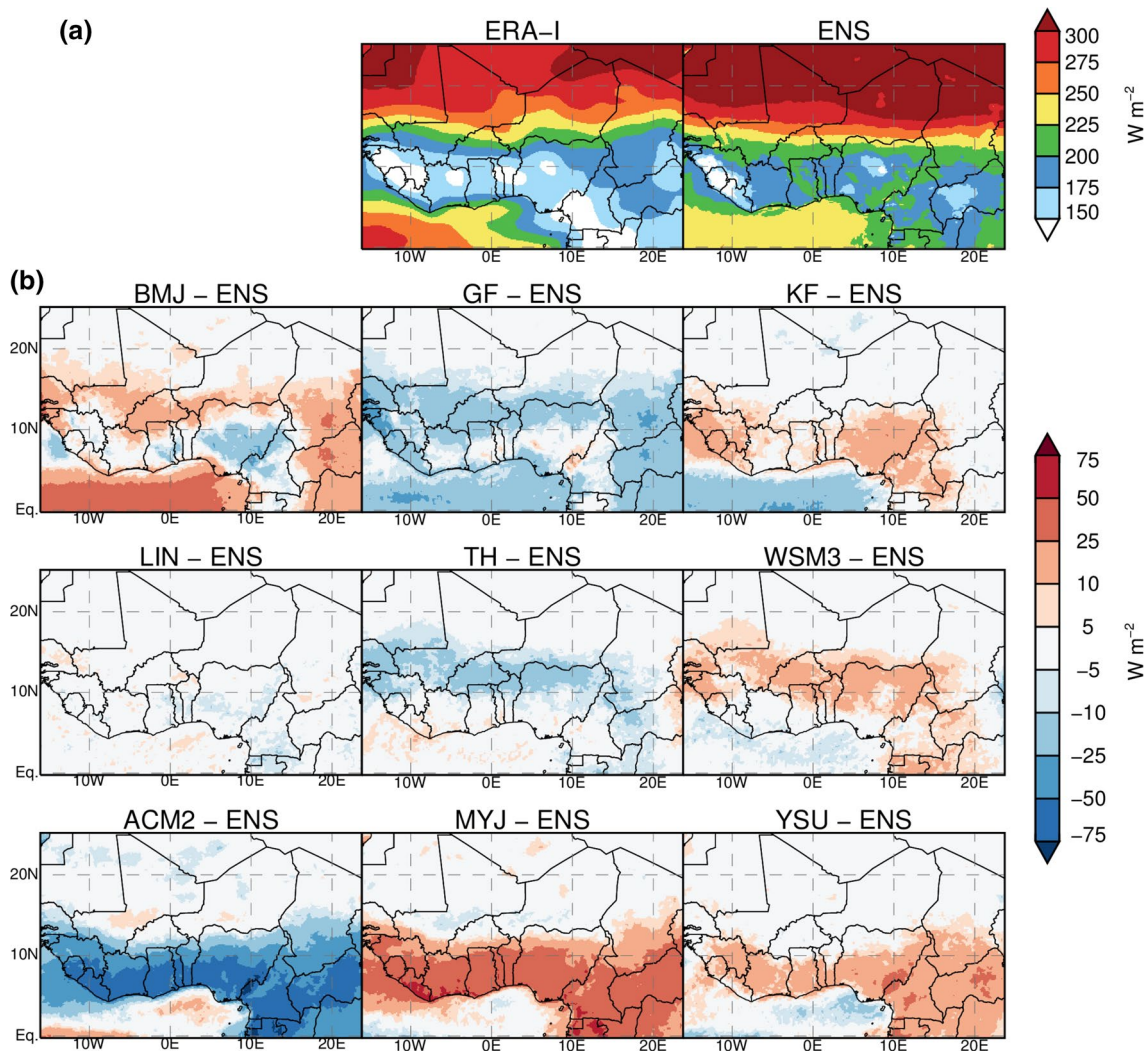 (a)
ERA–I ENS
300
275
250
225
200
175
150
W m−2
10W 0E 10E 20E 10W 0E 10E 20E
(b)
BMJ – ENS GF – ENS KF – ENS
20N
10N
Eq.
10W 0E 10E 20E 10W 0E 10E 20E 10W 0E 10E 20E
LIN – ENS TH – ENS WSM3 – ENS
20N
10N
Eq.
10W 0E 10E 20E 10W 0E 10E 20E 10W 0E 10E 20E
ACM2 – ENS MYJ – ENS YSU – ENS
20N
10N
Eq.
10W 0E 10E 20E 10W 0E 10E 20E 10W 0E 10E 20E
75
50
25
10
5
−5
−10
−25
−50
−75
W m−2